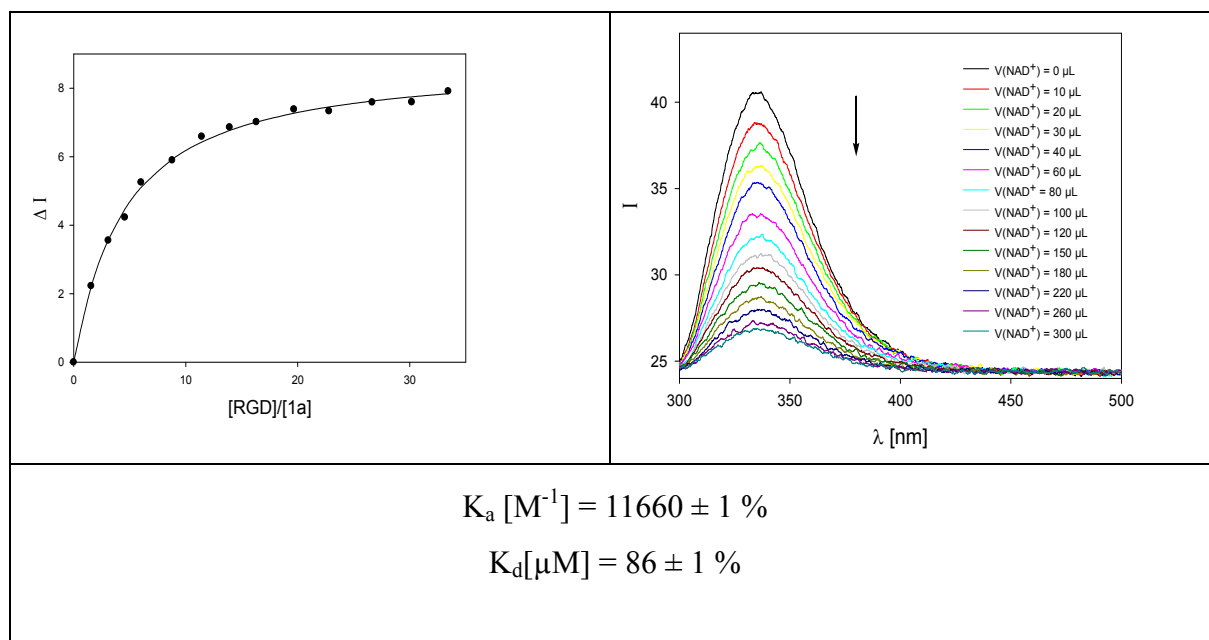 8
6
4
2
0
Δ I
0 10 20 30
[RGD]/[1a]
40
35
30
25
I
300 350 400 450 500
λ [nm]
V(NAD⁺) = 0 µL
V(NAD⁺) = 10 µL
V(NAD⁺) = 20 µL
V(NAD⁺) = 30 µL
V(NAD⁺) = 40 µL
V(NAD⁺) = 60 µL
V(NAD⁺ = 80 µL
V(NAD⁺) = 100 µL
V(NAD⁺) = 120 µL
V(NAD⁺) = 150 µL
V(NAD⁺) = 180 µL
V(NAD⁺) = 220 µL
V(NAD⁺) = 260 µL
V(NAD⁺) = 300 µL
Kₐ [M⁻¹] = 11660 ± 1 %
K_d[µM] = 86 ± 1 %